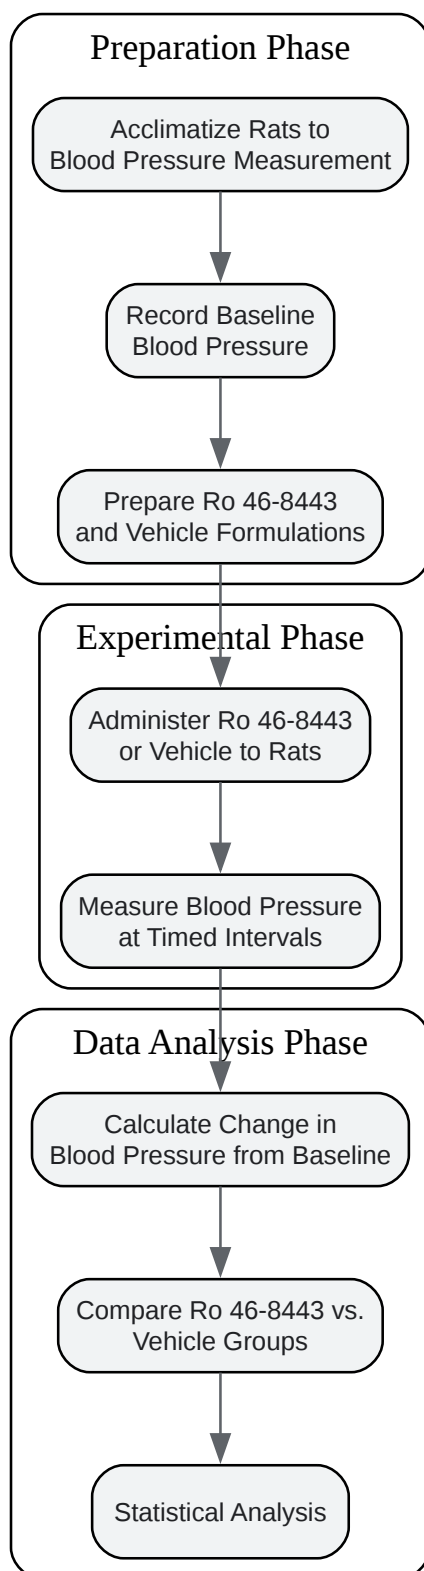 Preparation Phase
Acclimatize Rats to
Blood Pressure Measurement
Record Baseline
Blood Pressure
Prepare Ro 46-8443
and Vehicle Formulations
Experimental Phase
Administer Ro 46-8443
or Vehicle to Rats
Measure Blood Pressure
at Timed Intervals
Data Analysis Phase
Calculate Change in
Blood Pressure from Baseline
Compare Ro 46-8443 vs.
Vehicle Groups
Statistical Analysis